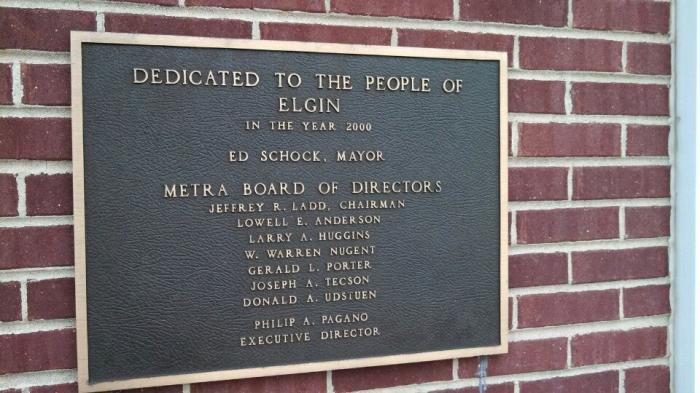 DEDICATED TO THE PEOPLE OF
ELGIN
IN THE YEAR 2000
ED SCHOCK, MAYOR
METRA BOARD OF DIRECTORS
JEFFREY R. LADD, CHAIRMAN
LOWELL E. ANDERSON
LARRY A. HUGGINS
W. WARREN NUGENT
GERALD L. PORTER
JOSEPH A. TECSON
DONALD A. UDSTUEN
PHILIP A. PAGANO
EXECUTIVE DIRECTOR